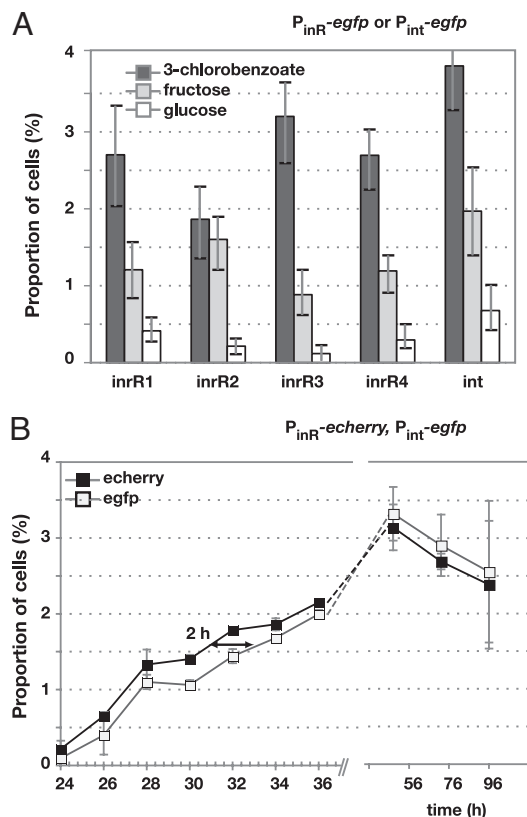 A
P_inR-egfp or P_int-egfp
4
3-chlorobenzoate
fructose
glucose
3
2
1
0
Proportion of cells (%)
inrR1 inrR2 inrR3 inrR4 int
B
P_inR-echerry, P_int-egfp
4
echerry
egfp
3
2
2 h
1
0
Proportion of cells (%)
24 26 28 30 32 34 36 // 56 76 96
time (h)